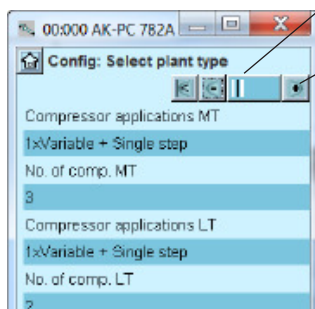 00:000 AK-PC 782A
Config: Select plant type
Compressor applications MT
1xVariable + Single step
No. of comp. MT
3
Compressor applications LT
1xVariable + Single step
No. of comp. LT
2